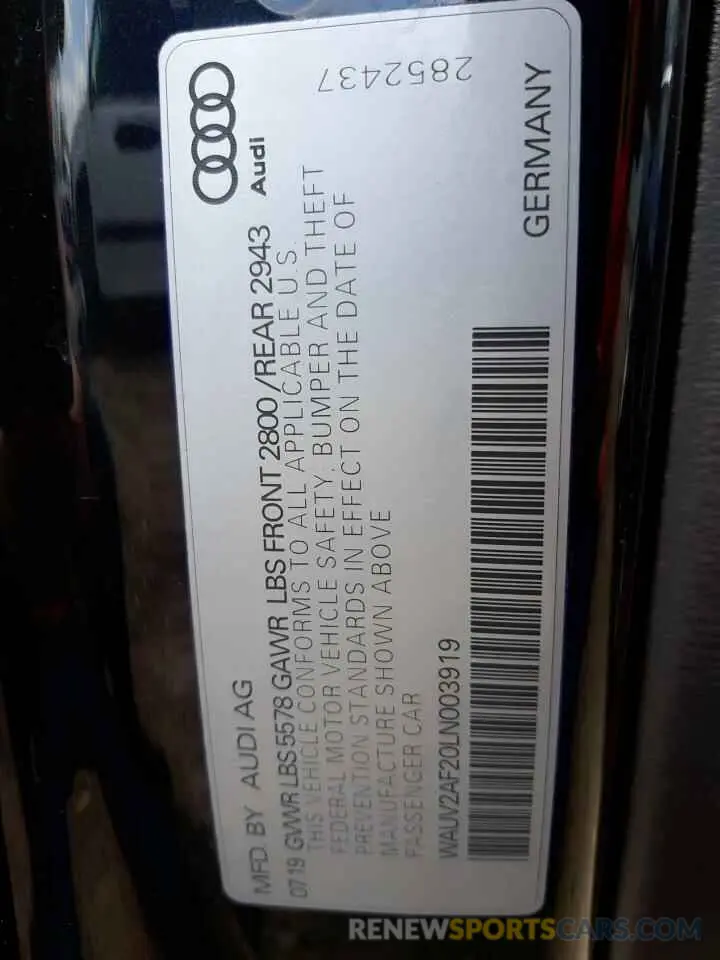 MFD. BY AUDI AG
Audi
07.19 GVWR LBS 5578 GAWR LBS FRONT 2800 /REAR 2943
THIS VEHICLE CONFORMS TO ALL APPLICABLE U.S.
FEDERAL MOTOR VEHICLE SAFETY. BUMPER AND THEFT
PREVENTION STANDARDS IN EFFECT ON THE DATE OF
MANUFACTURE SHOWN ABOVE
PASSENGER CAR
2852437
WAUV2AF20LN003919
GERMANY
RENEWSPORTSCARS.COM